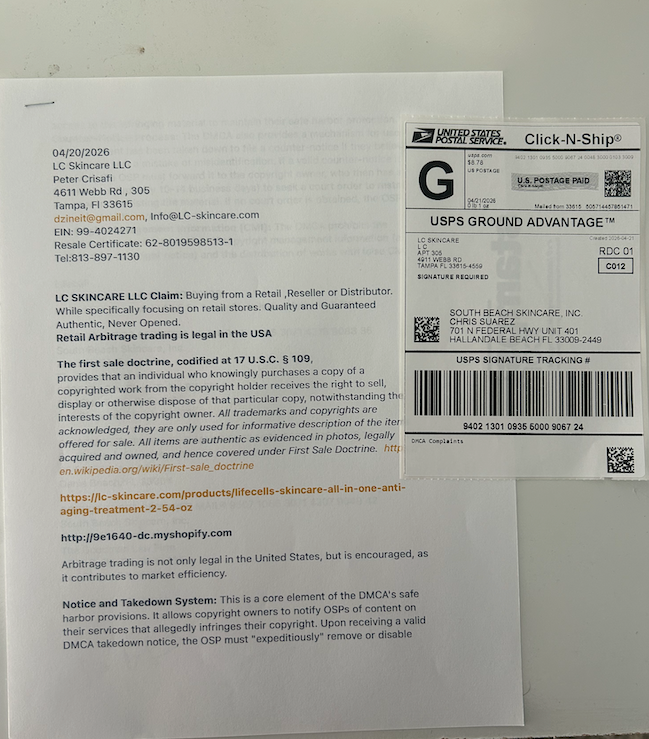 04/20/2026
LC Skincare LLC
Peter Crisafi
4611 Webb Rd , 305
Tampa, Fl 33615
dzineit@gmail.com, Info@LC-skincare.com
EIN: 99-4024271
Resale Certificate: 62-8019598513-1
Tel:813-897-1130
LC SKINCARE LLC Claim: Buying from a Retail ,Reseller or Distributor.
While specifically focusing on retail stores. Quality and Guaranteed
Authentic, Never Opened.
Retail Arbitrage trading is legal in the USA
The first sale doctrine, codified at 17 U.S.C. § 109,
provides that an individual who knowingly purchases a copy of a
copyrighted work from the copyright holder receives the right to sell,
display or otherwise dispose of that particular copy, notwithstanding the
interests of the copyright owner. All trademarks and copyrights are
acknowledged, they are only used for informative description of the
offered for sale. All items are authentic as evidenced in photos, legally
acquired and owned, and hence covered under First Sale Doctrine.
en.wikipedia.org/wiki/First-sale_doctrine
https://lc-skincare.com/products/lifecells-skincare-all-in-one-anti-
aging-treatment-2-54-oz
http://9e1640-dc.myshopify.com
Arbitrage trading is not only legal in the United States, but is encouraged, as
it contributes to market efficiency.
Notice and Takedown System: This is a core element of the DMCA's safe
harbor provisions. It allows copyright owners to notify OSPs of content on
their services that allegedly infringes their copyright. Upon receiving a valid
DMCA takedown notice, the OSP must "expeditiously" remove or disable
UNITED STATES
POSTAL SERVICE®
Click-N-Ship®
G
usps.com
$8.78
US POSTAGE
U.S. POSTAGE PAID
04/21/2026
Mailed from 33615
USPS GROUND ADVANTAGE™
LC SKINCARE
L C
APT 305
4911 WEBB RD
TAMPA FL 33615-4559
SIGNATURE REQUIRED
RDC 01
C012
SOUTH BEACH SKINCARE, INC.
CHRIS SUAREZ
701 N FEDERAL HWY UNIT 401
HALLANDALE BEACH FL 33009-2449
USPS SIGNATURE TRACKING #
9402 1301 0935 5000 9067 24
DMCA Complaints